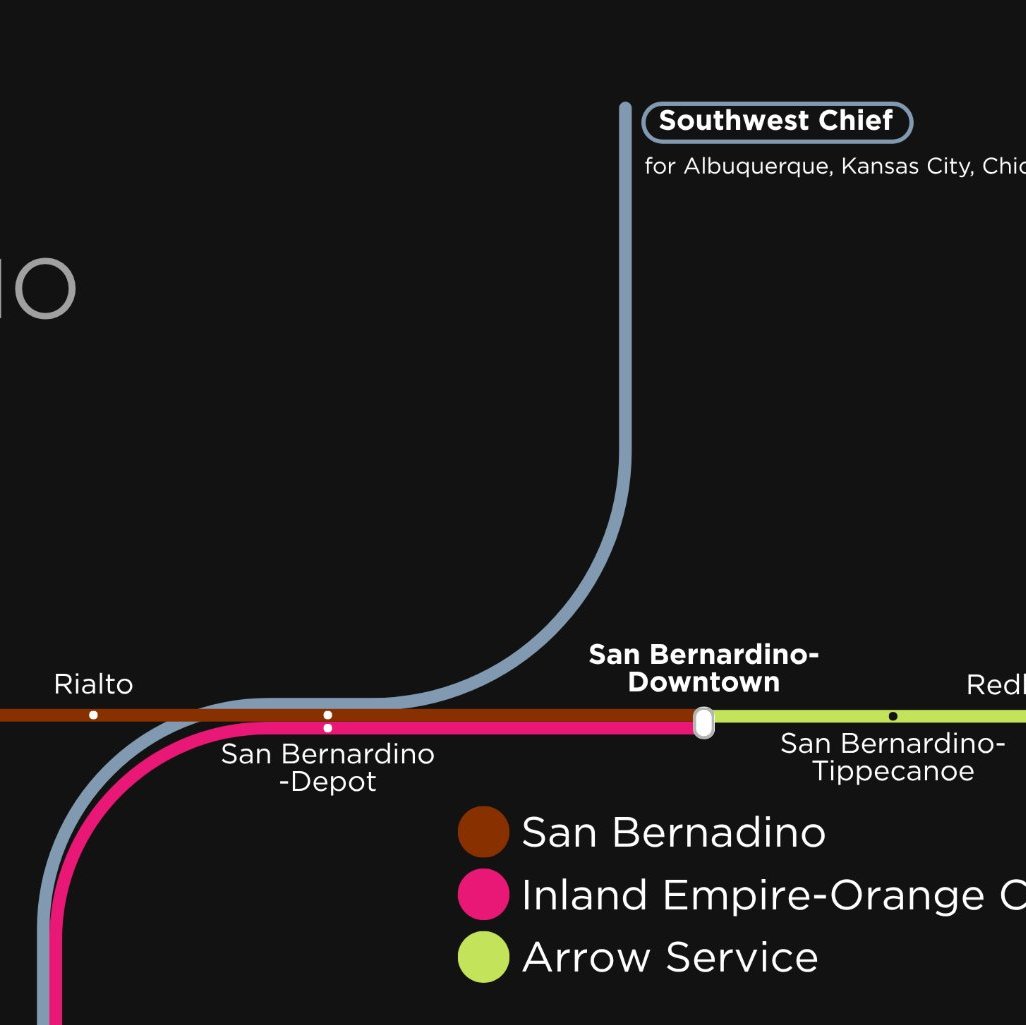 Southwest Chief
for Albuquerque, Kansas City,
IO
San Bernardino-
Downtown
Rialto
San Bernardino
-Depot
San Bernardino-
Tippecanoe
San Bernadino
Inland Empire-Orange
Arrow Service